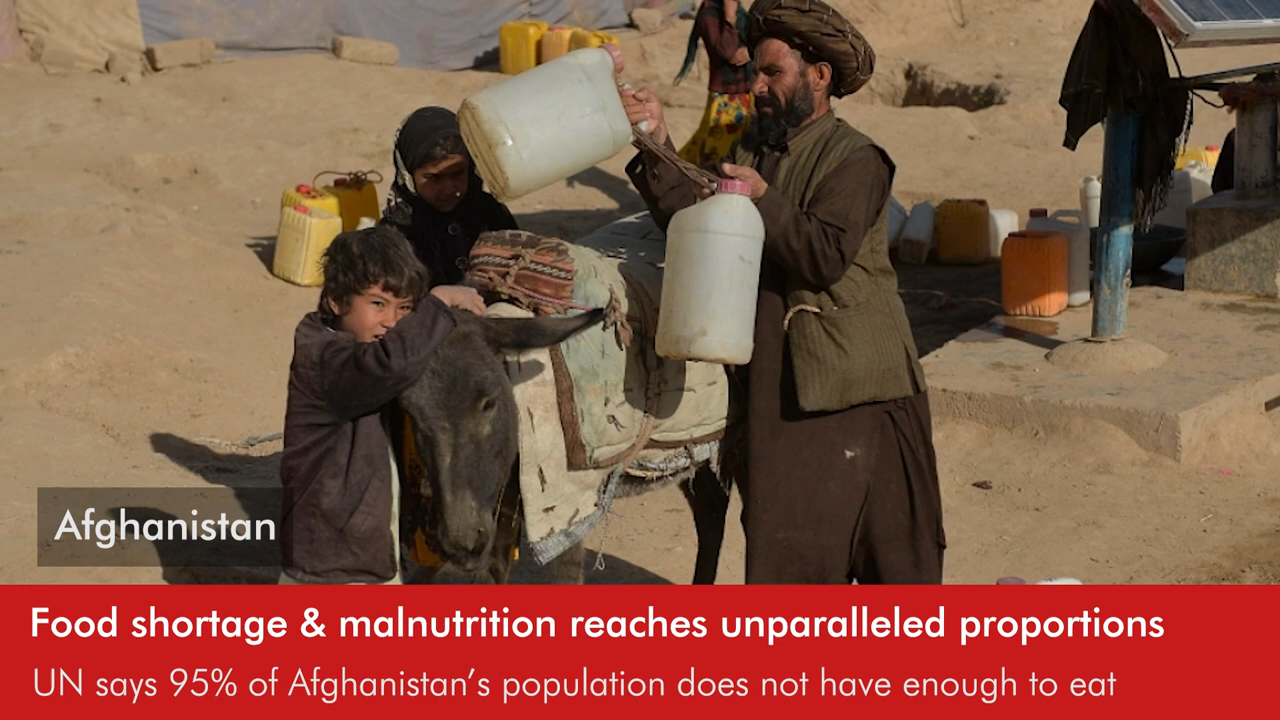 Afghanistan
Food shortage & malnutrition reaches unparalleled proportions
UN says 95% of Afghanistan’s population does not have enough to eat